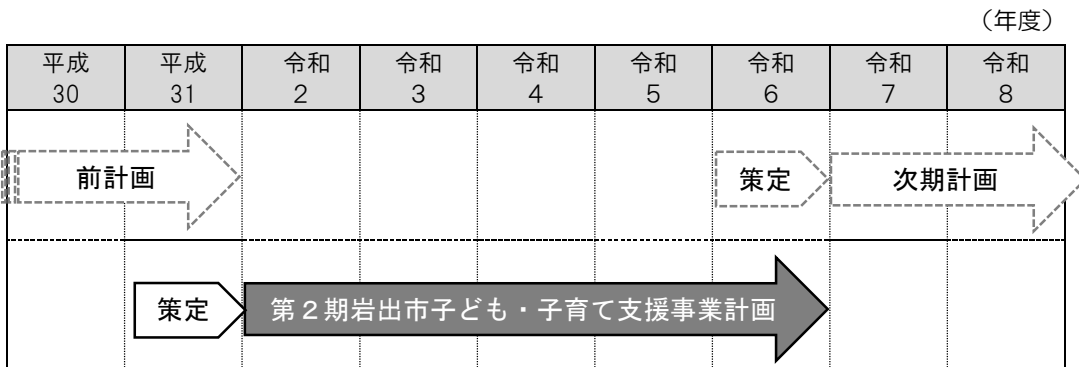 （年度）
平成 平成 令和 令和 令和 令和 令和 令和 令和
30 31 2 3 4 5 6 7 8
前計画 策定 次期計画
策定 第２期岩出市子ども・子育て支援事業計画